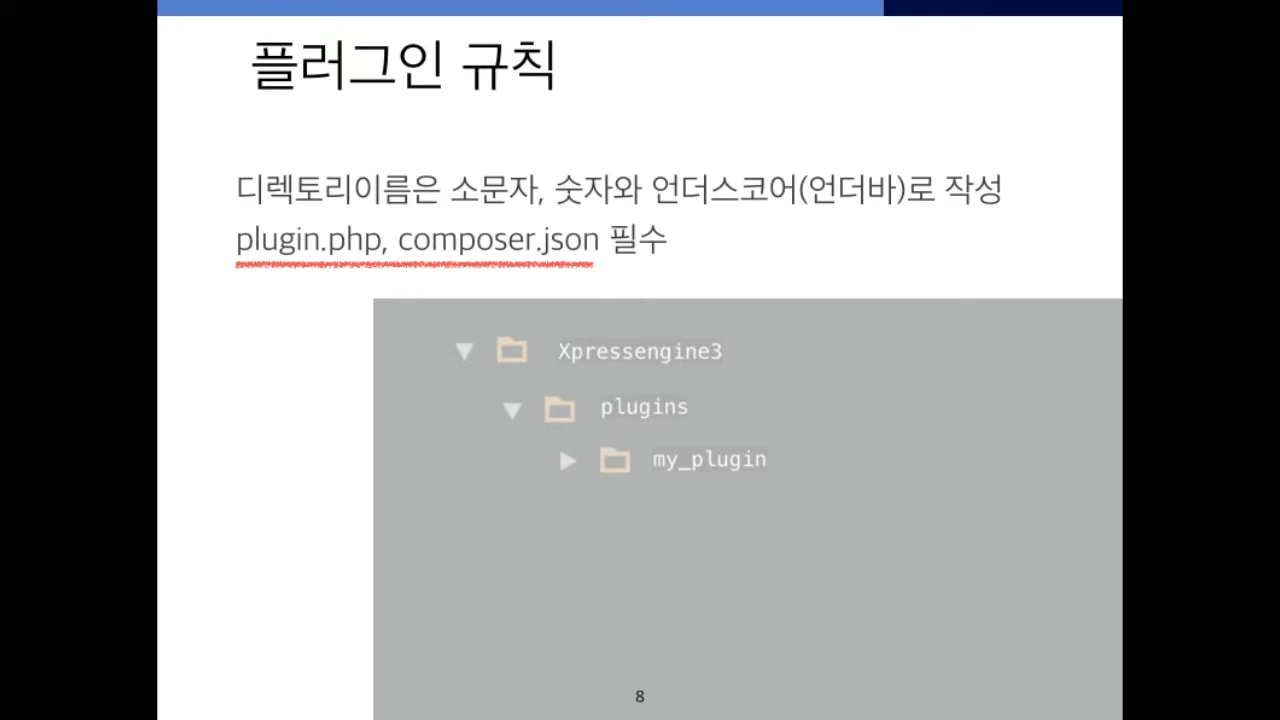 플러그인 규칙
디렉토리이름은 소문자, 숫자와 언더스코어(언더바)로 작성
plugin.php, composer.json 필수
Xpressengine3
plugins
my_plugin
8